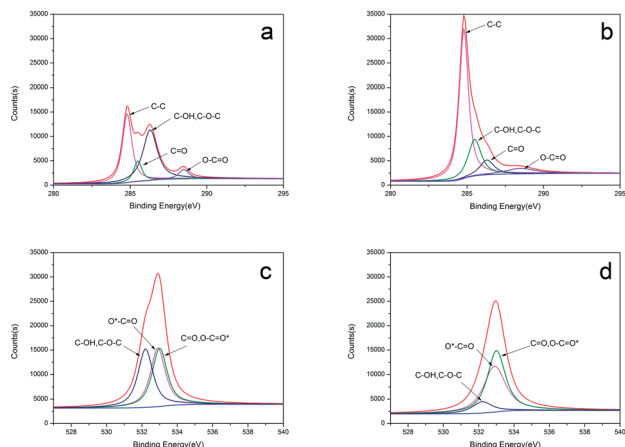 a
35000
30000
25000
20000
15000
10000
5000
0
Counts(s)
C-C
C-OH,C-O-C
C=O
O-C=O
280
285
290
295
Binding Energy(eV)
b
35000
30000
25000
20000
15000
10000
5000
0
Counts(s)
C-C
C-OH,C-O-C
C=O
O-C=O
280
285
290
295
Binding Energy(eV)
c
35000
30000
25000
20000
15000
10000
5000
0
Counts(s)
O*-C=O
C-OH,C-O-C
C=O,O-C=O*
528
530
532
534
536
538
540
Binding Energy(eV)
d
35000
30000
25000
20000
15000
10000
5000
0
Counts(s)
O*-C=O
C=O,O-C=O*
C-OH,C-O-C
528
530
532
534
536
538
540
Binding Energy(eV)